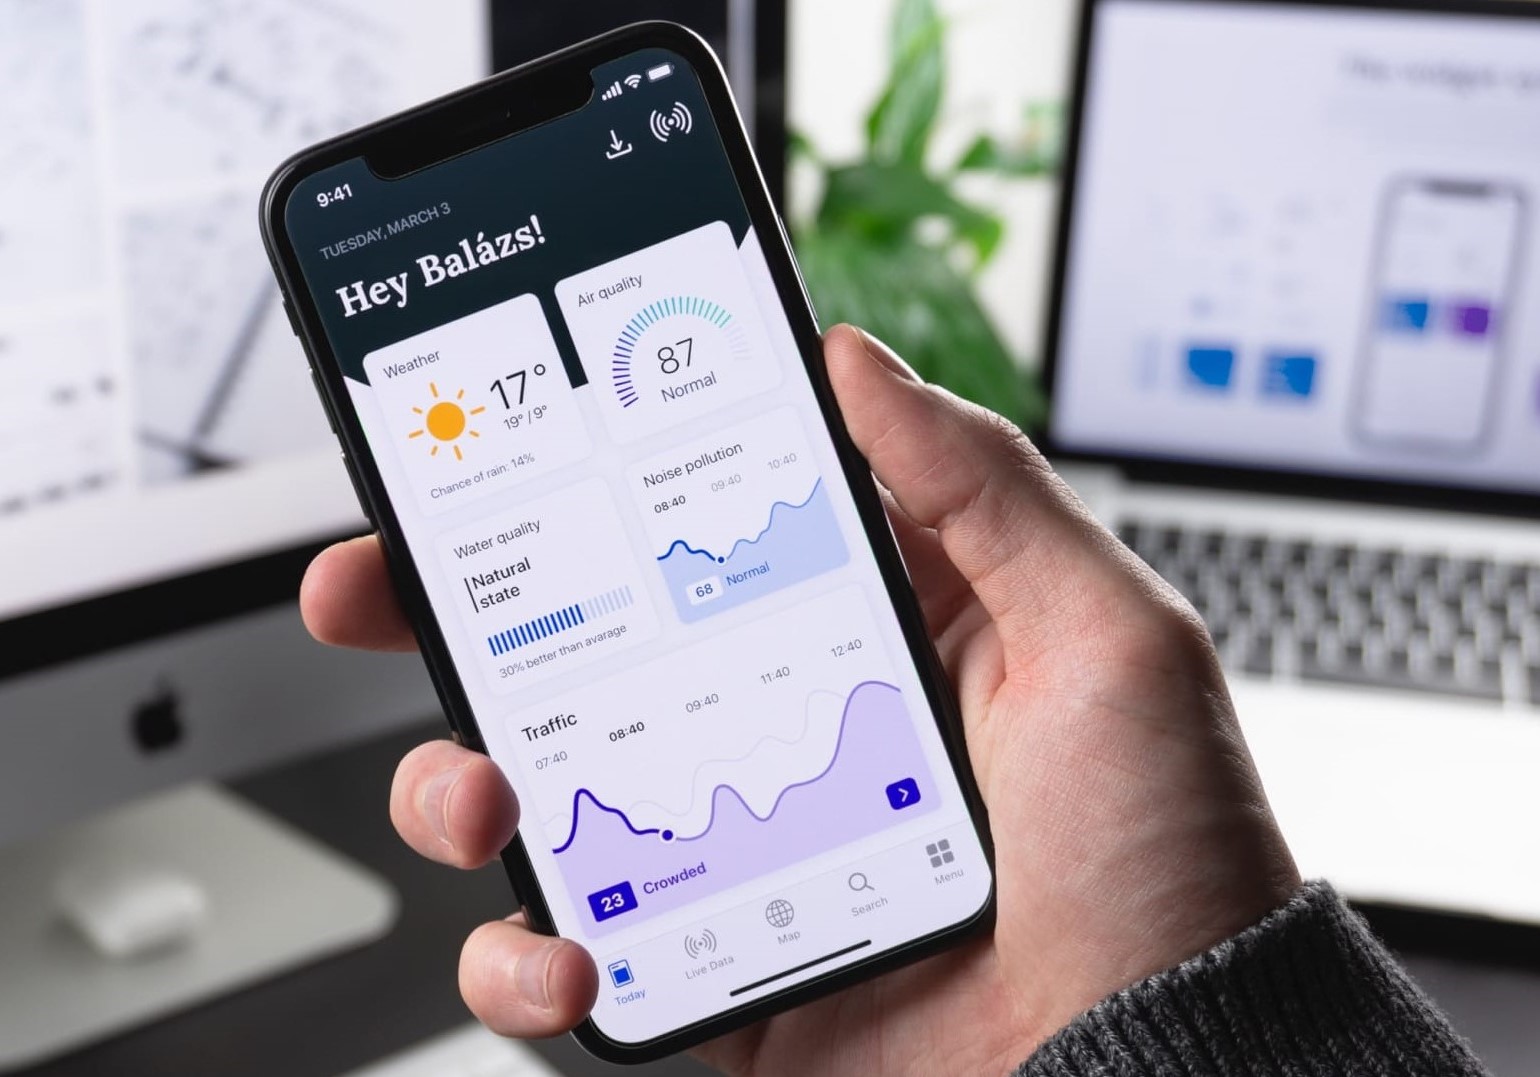 9:41
TUESDAY, MARCH 3
Hey Balázs!
Weather
17°
19° / 9°
Chance of rain: 14%
Air quality
87
Normal
Water quality
Natural
state
30% better than avarage
Noise pollution
08:40 09:40 10:40
68 Normal
Traffic
07:40 08:40 09:40 11:40 12:40
23 Crowded
Today Live Data Map Search Menu